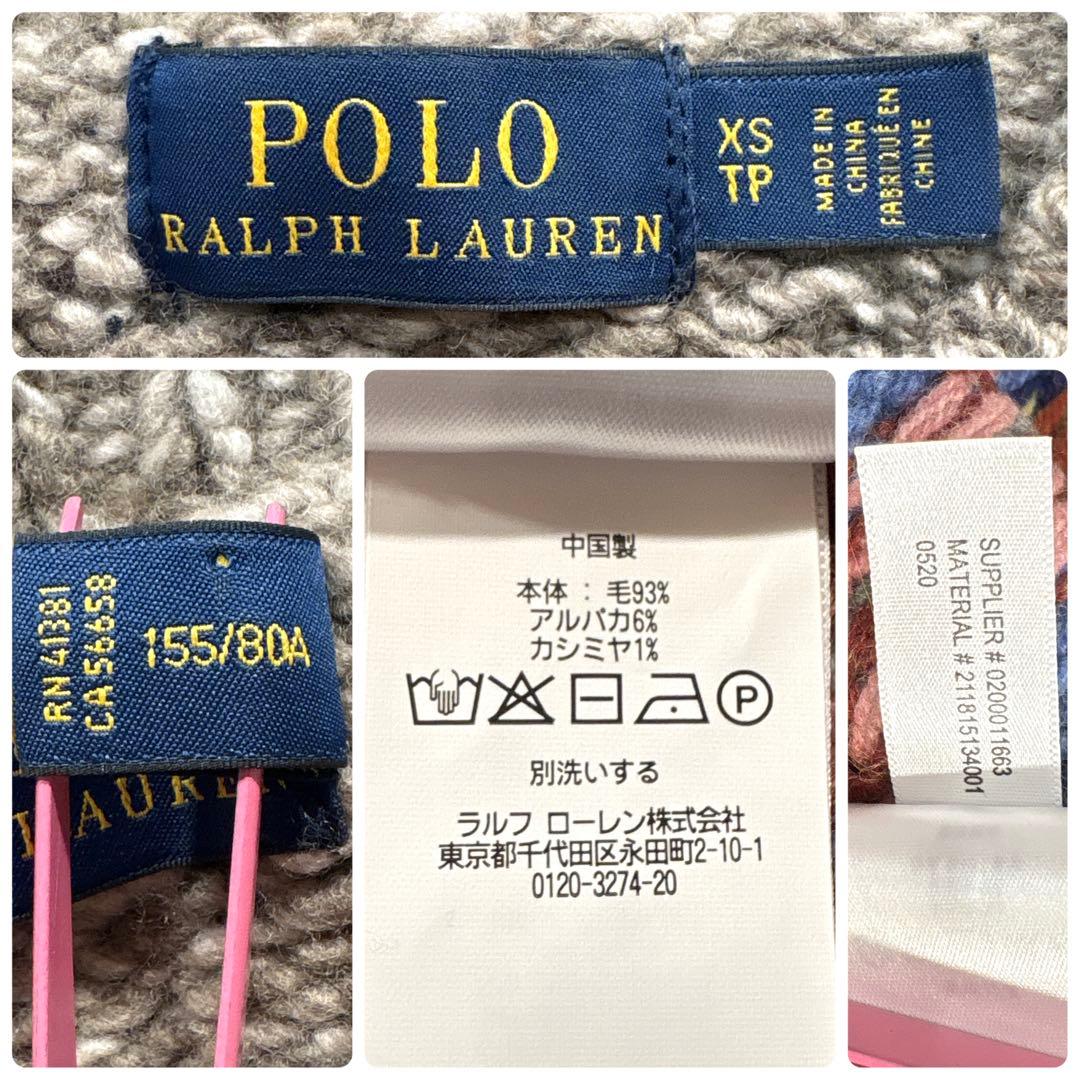 POLO
RALPH LAUREN
XS
TP
MADE IN
CHINA
FABRIQUÉ EN
CHINE
RN 41381
CA 56658
155/80A
LAUREN
中国製
本体 : 毛93%
アルパカ6%
カシミヤ1%
P
別洗いする
ラルフ ローレン株式会社
東京都千代田区永田町2-10-1
0120-3274-20
SUPPLIER # 0200011663
MATERIAL # 211815134001
0520